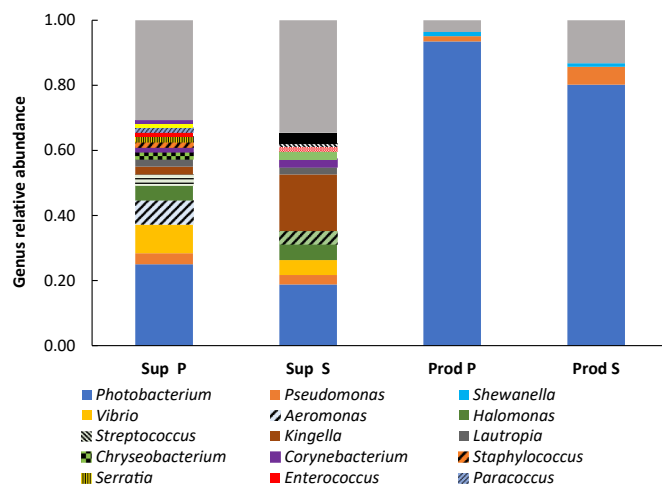 1.00
0.80
0.60
0.40
0.20
0.00
Genus relative abundance
Sup P Sup S Prod P Prod S
Photobacterium Pseudomonas Shewanella
Vibrio Aeromonas Halomonas
Streptococcus Kingella Lautropia
Chryseobacterium Corynebacterium Staphylococcus
Serratia Enterococcus Paracoccus